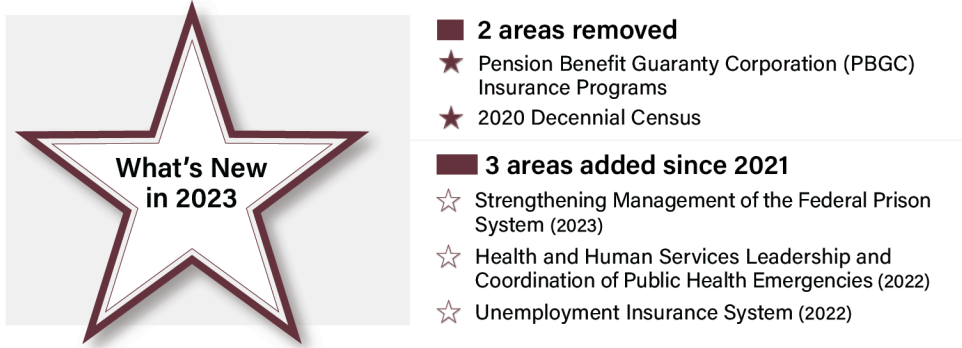 What's New
in 2023
2 areas removed
Pension Benefit Guaranty Corporation (PBGC)
Insurance Programs
2020 Decennial Census
3 areas added since 2021
Strengthening Management of the Federal Prison
System (2023)
Health and Human Services Leadership and
Coordination of Public Health Emergencies (2022)
Unemployment Insurance System (2022)